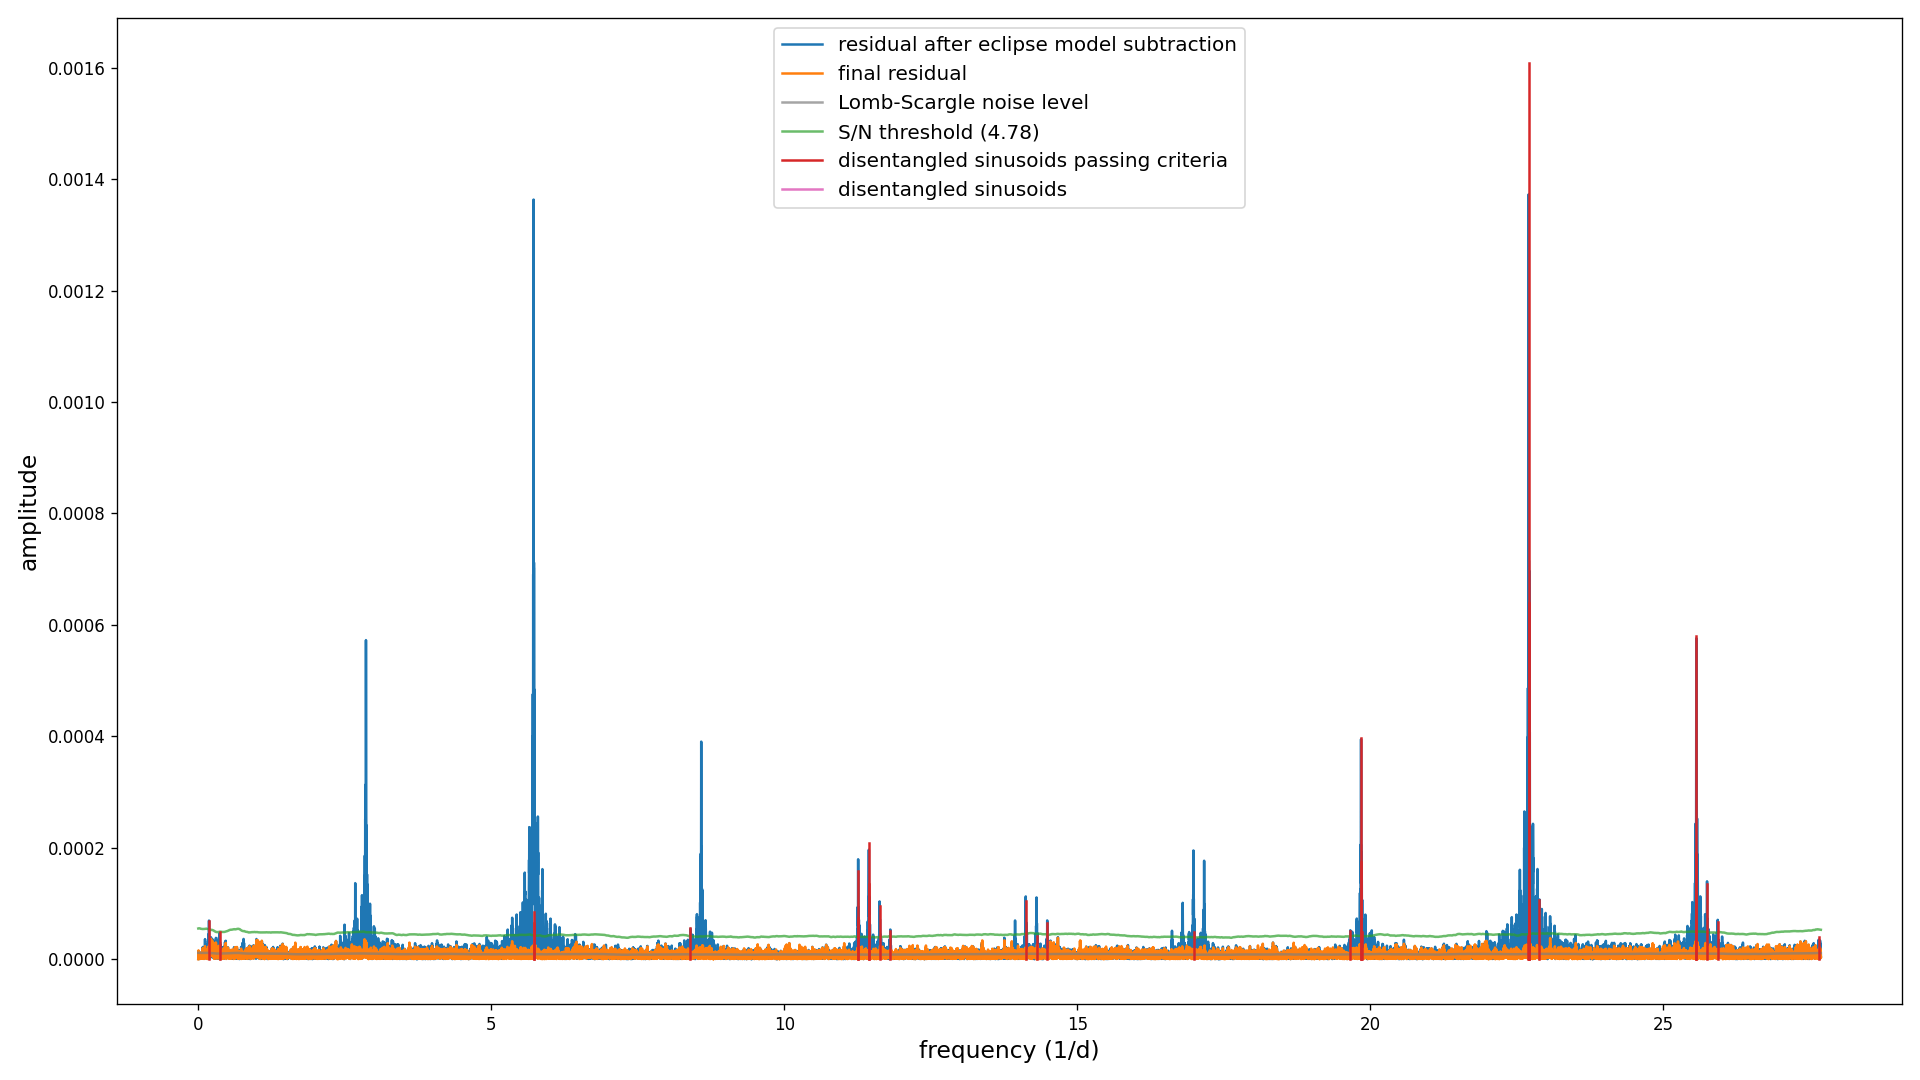 residual after eclipse model subtraction
final residual
Lomb-Scargle noise level
S/N threshold (4.78)
disentangled sinusoids passing criteria
disentangled sinusoids
amplitude
0.0016
0.0014
0.0012
0.0010
0.0008
0.0006
0.0004
0.0002
0.0000
0 5 10 15 20 25
frequency (1/d)